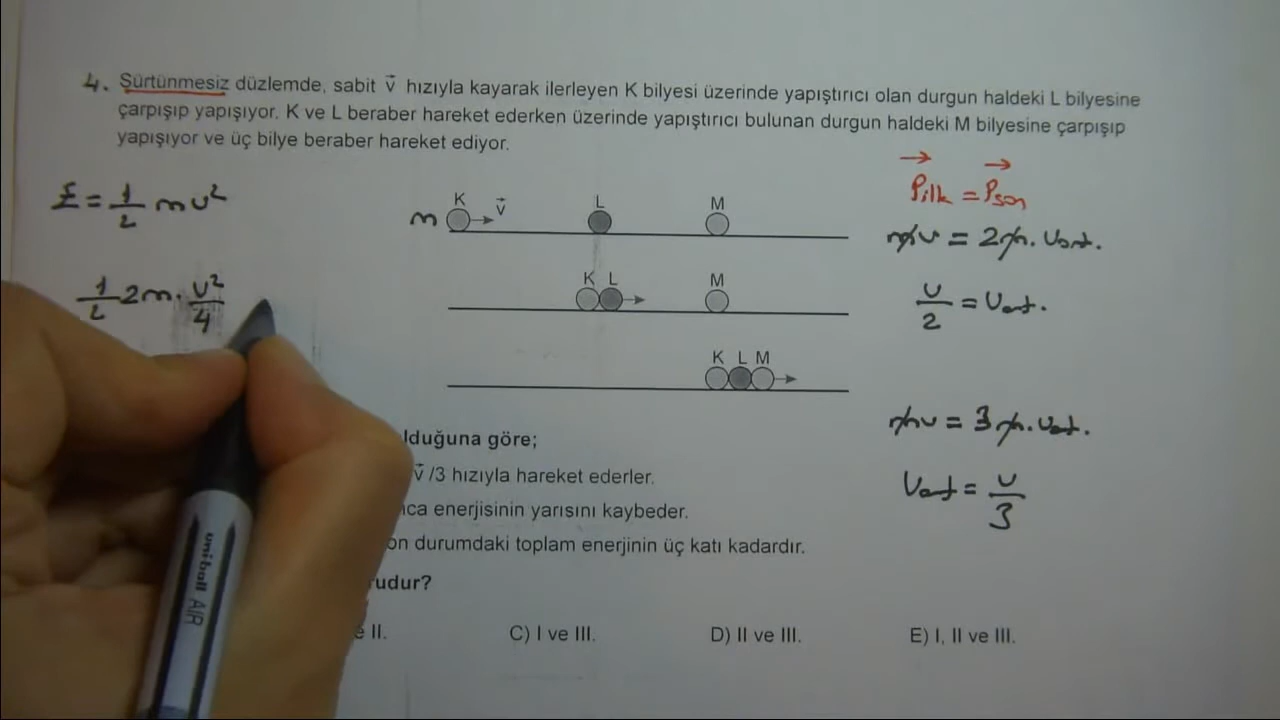 4. Sürtünmesiz düzlemde, sabit v⃗ hızıyla kayarak ilerleyen K bilyesi üzerinde yapıştırıcı olan durgun haldeki L bilyesine
çarpışıp yapışıyor. K ve L beraber hareket ederken üzerinde yapıştırıcı bulunan durgun haldeki M bilyesine çarpışıp
yapışıyor ve üç bilye beraber hareket ediyor.
E = 1/2 mv²
1/2 2m · v²/4
K L M
m v⃗
K L M
K L M
P⃗ilk = P⃗son
mv = 2m. Vort.
v/2 = Vort.
mv = 3m. Vort.
Vort = v/3
lduğuna göre;
v⃗ /3 hızıyla hareket ederler.
ca enerjisinin yarısını kaybeder.
on durumdaki toplam enerjinin üç katı kadardır.
rudur?
e II.
C) I ve III.
D) II ve III.
E) I, II ve III.
uni ball AIR